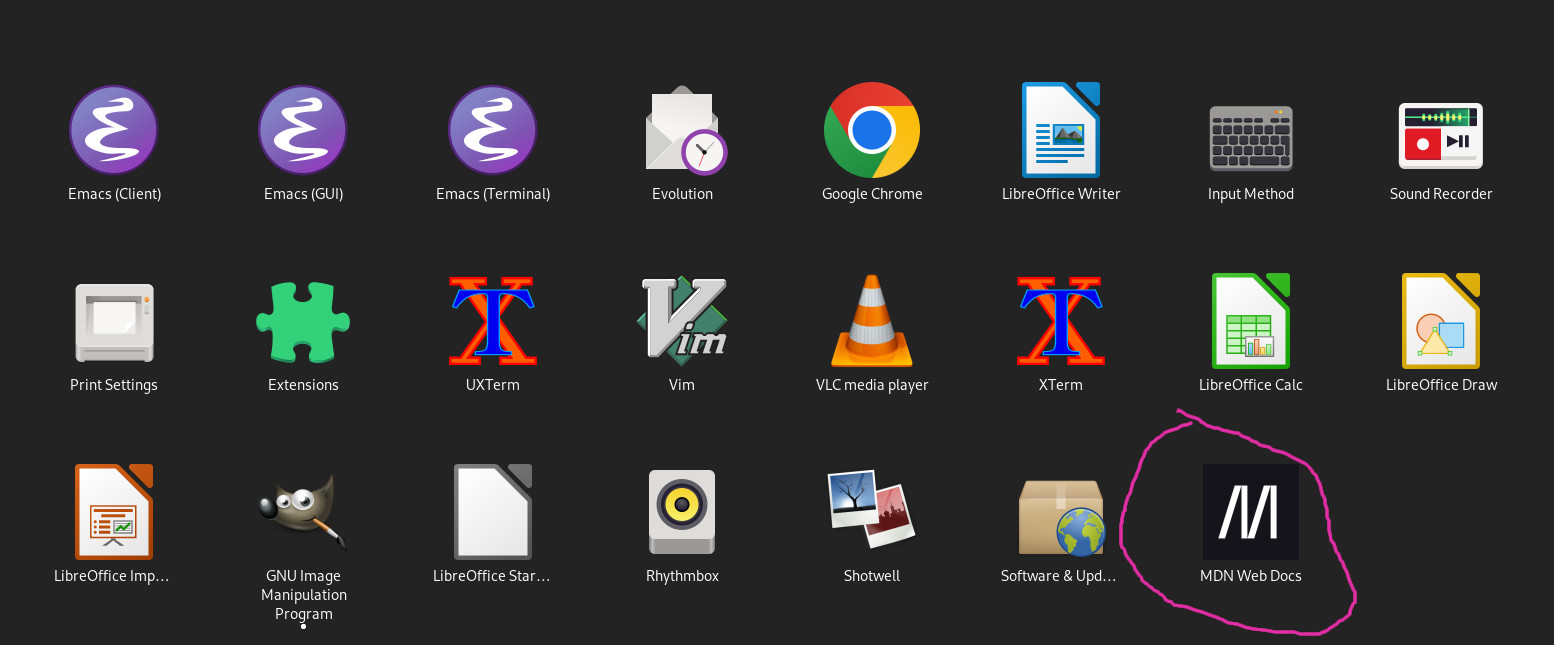 Emacs (Client)
Emacs (GUI)
Emacs (Terminal)
Evolution
Google Chrome
LibreOffice Writer
Input Method
Sound Recorder
Print Settings
Extensions
UXTerm
Vim
VLC media player
XTerm
LibreOffice Calc
LibreOffice Draw
LibreOffice Imp…
GNU Image
Manipulation
Program
LibreOffice Star…
Rhythmbox
Shotwell
Software & Upd…
MDN Web Docs